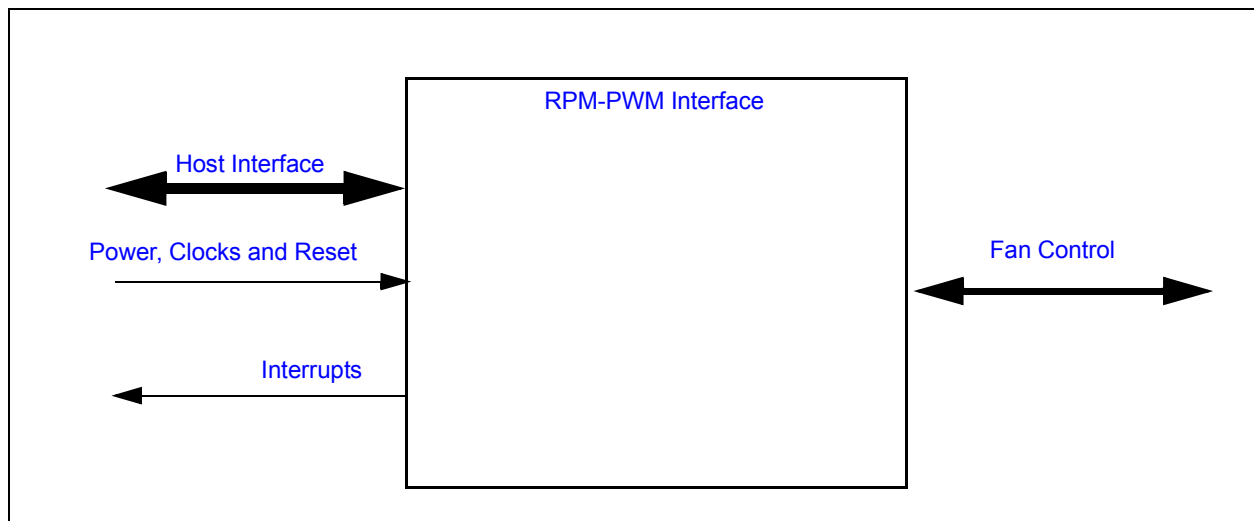 RPM-PWM Interface
Host Interface
Power, Clocks and Reset
Fan Control
Interrupts